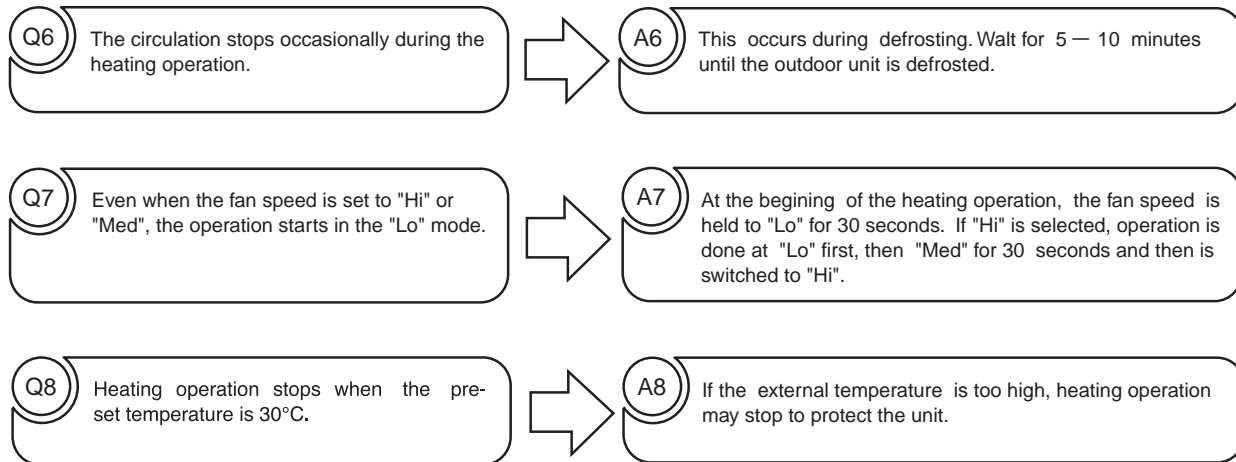 Q6
The circulation stops occasionally during the
heating operation.
A6
This occurs during defrosting. Walt for 5 — 10 minutes
until the outdoor unit is defrosted.
Q7
Even when the fan speed is set to "Hi" or
"Med", the operation starts in the "Lo" mode.
A7
At the begining of the heating operation, the fan speed is
held to "Lo" for 30 seconds. If "Hi" is selected, operation is
done at "Lo" first, then "Med" for 30 seconds and then is
switched to "Hi".
Q8
Heating operation stops when the pre-
set temperature is 30°C.
A8
If the external temperature is too high, heating operation
may stop to protect the unit.